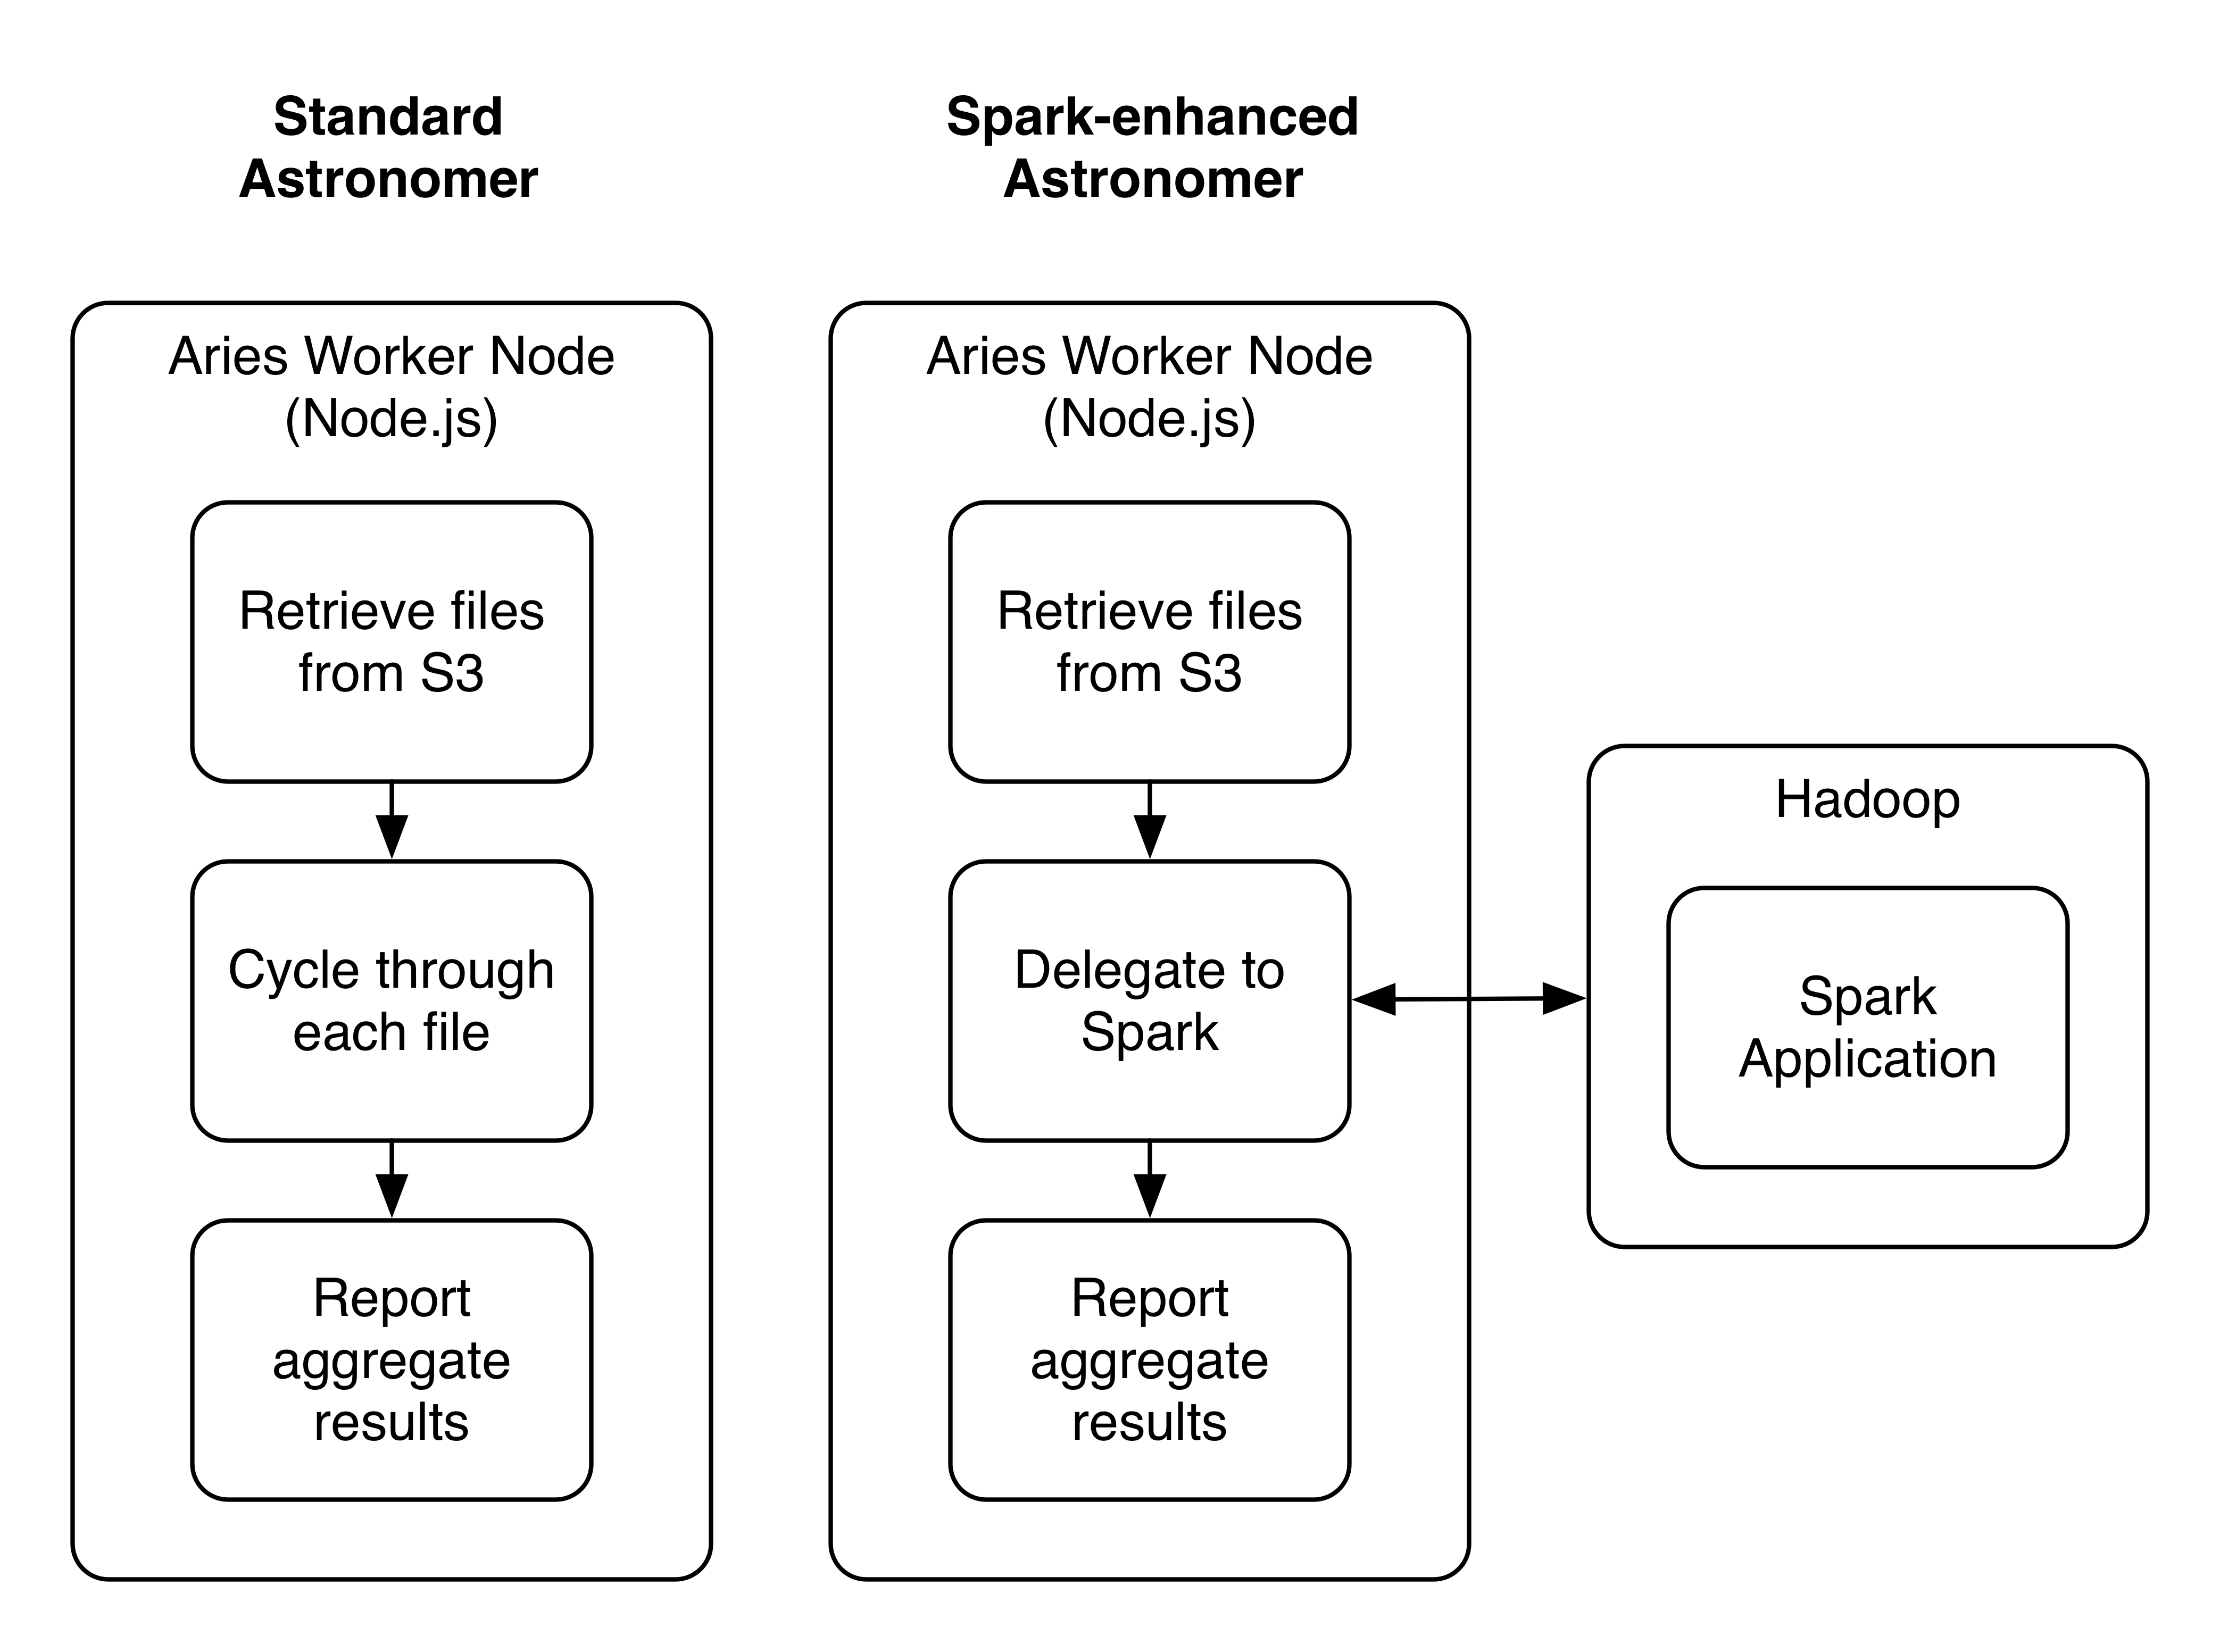 Standard
Astronomer
Spark-enhanced
Astronomer
Aries Worker Node
(Node.js)
Retrieve files
from S3
Cycle through
each file
Report
aggregate
results
Aries Worker Node
(Node.js)
Retrieve files
from S3
Delegate to
Spark
Report
aggregate
results
Hadoop
Spark
Application